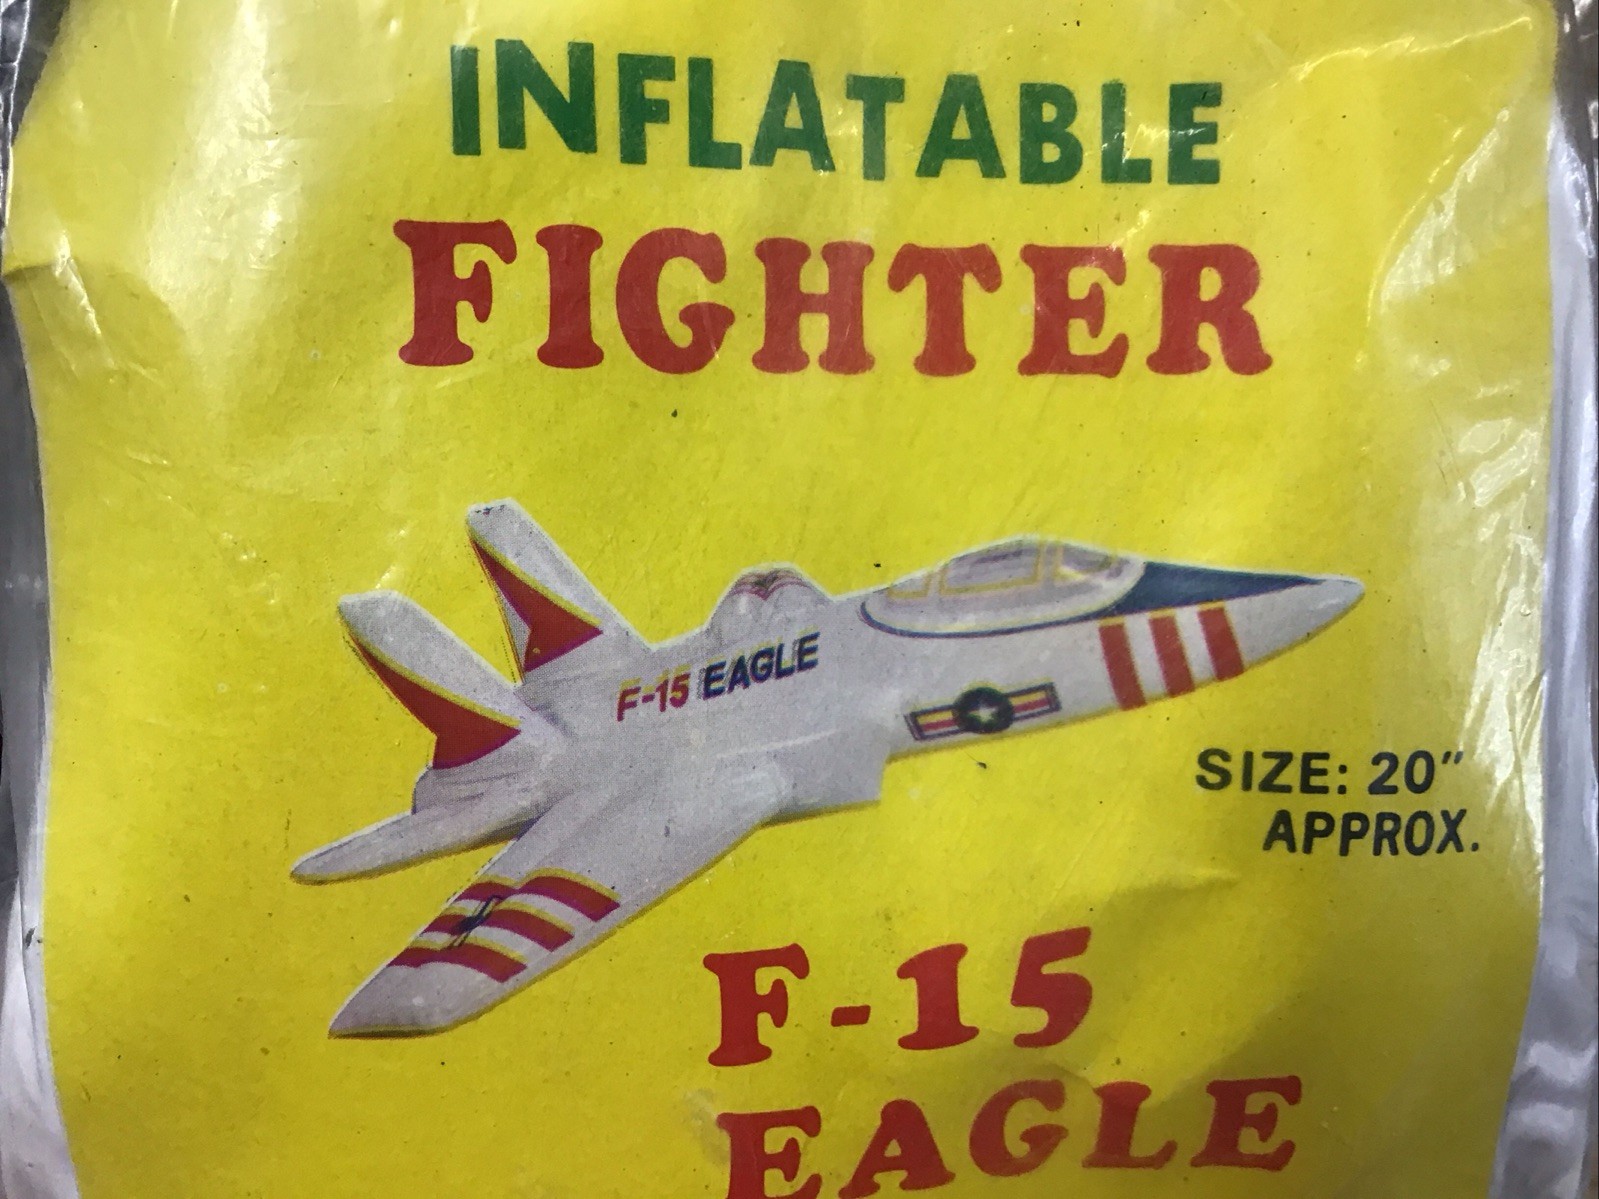 INFLATABLE
FIGHTER
F-15 EAGLE
SIZE: 20"
APPROX.
F-15
EAGLE